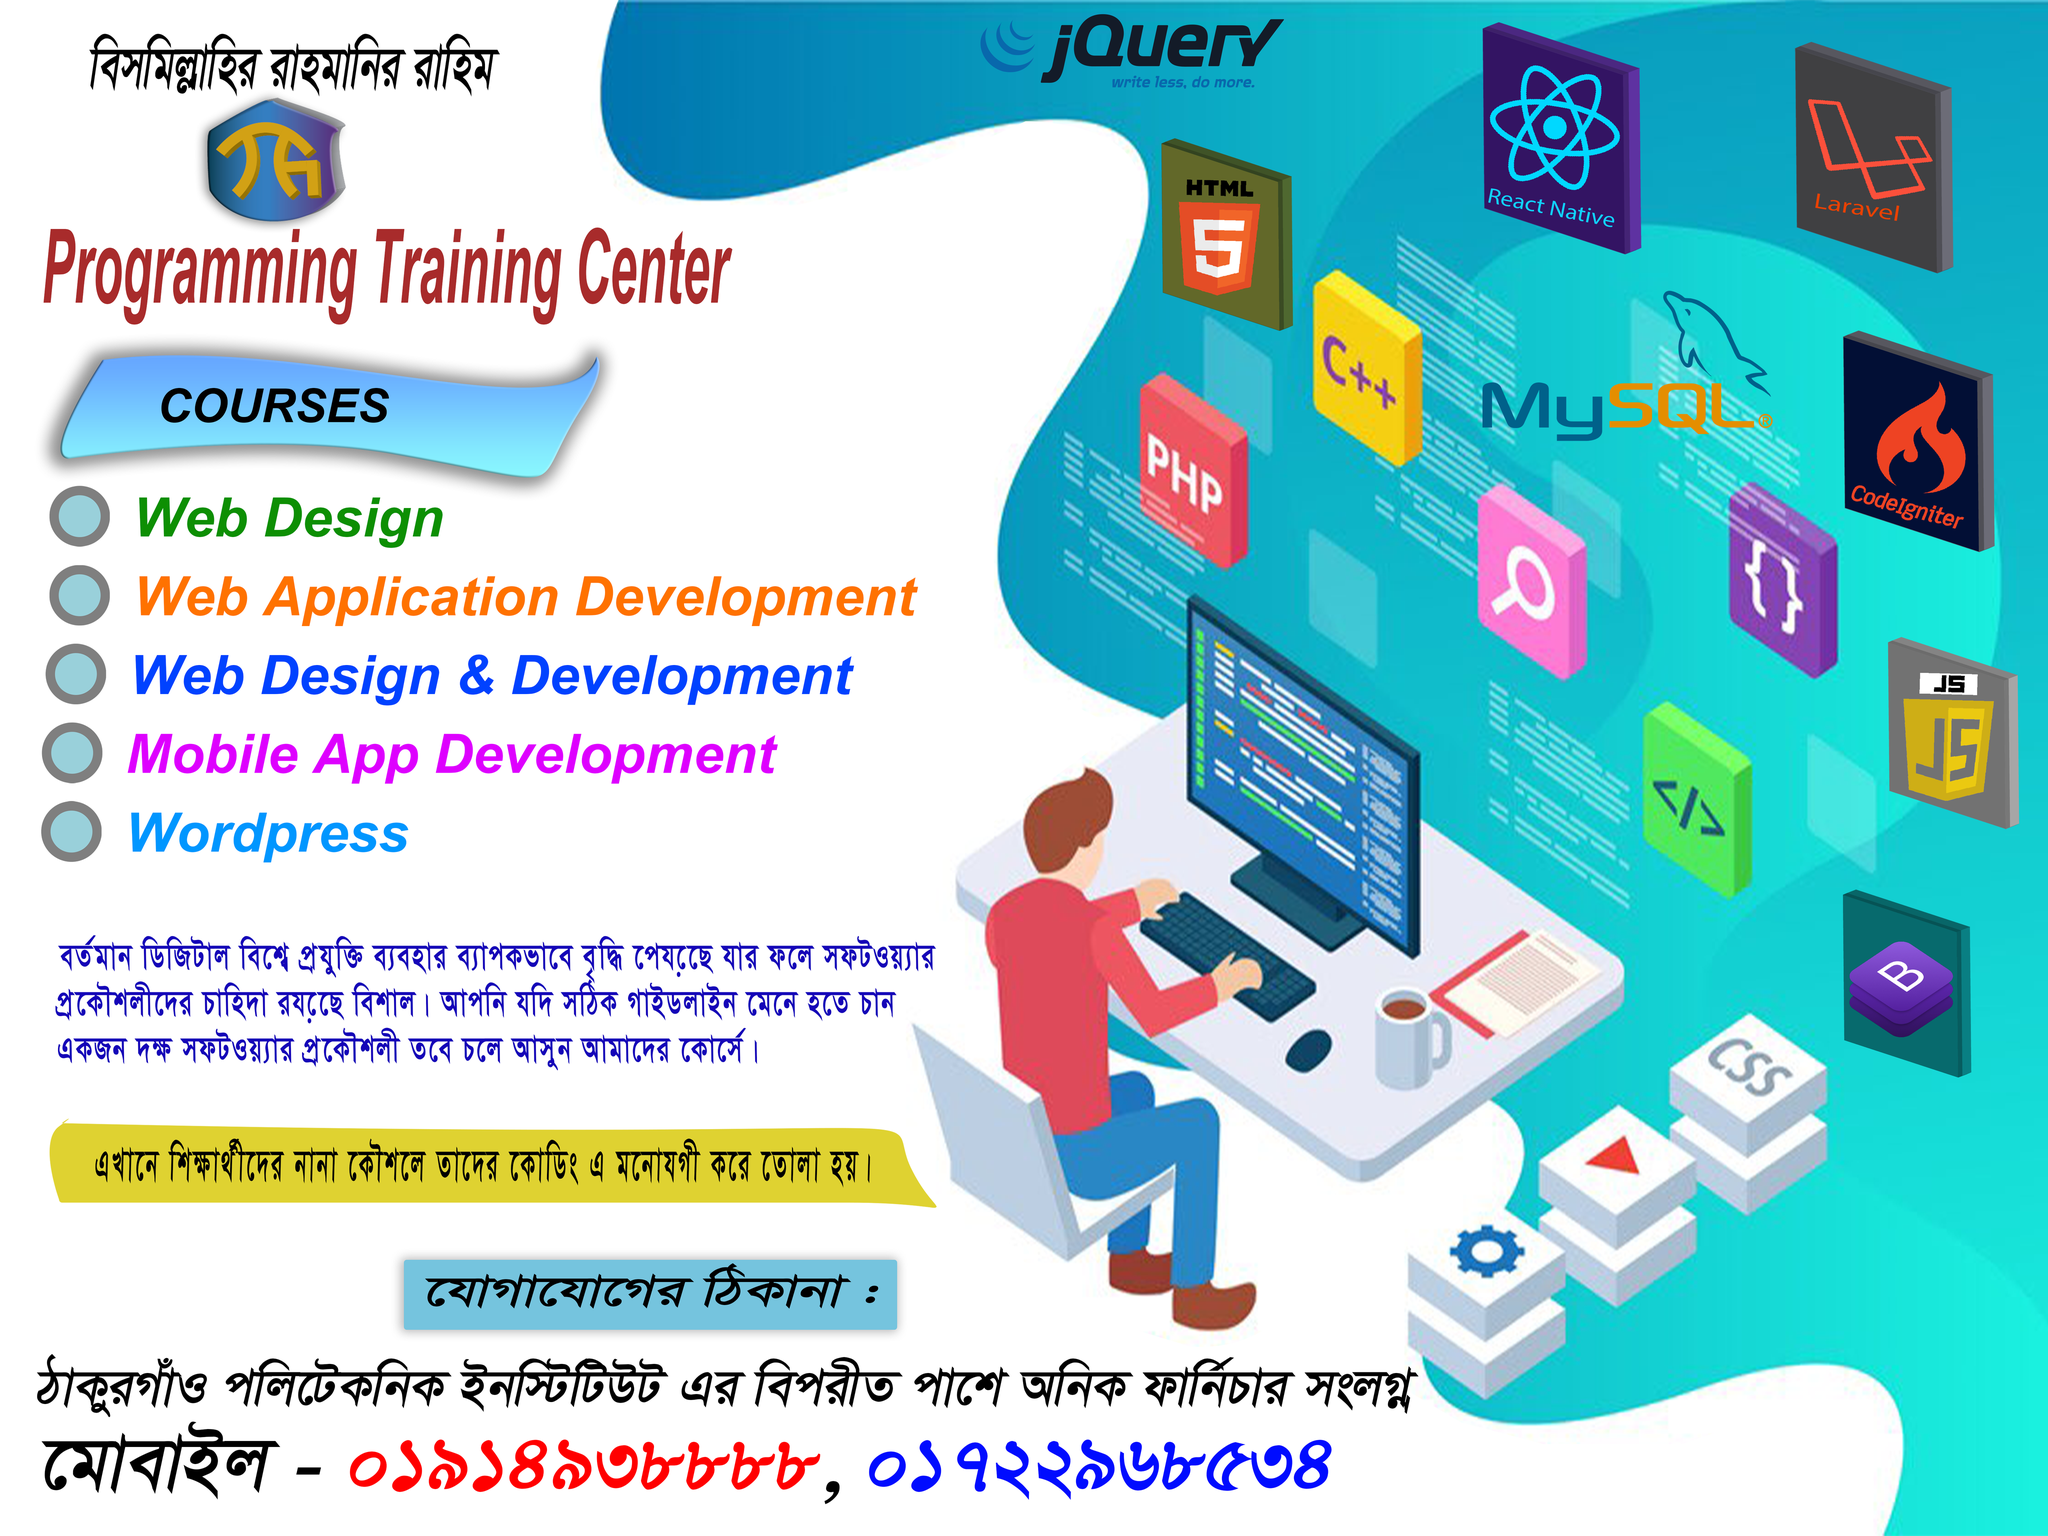 বিসমিল্লাহির রাহমানির রাহিম
Programming Training Center
COURSES
Web Design
Web Application Development
Web Design & Development
Mobile App Development
Wordpress
বর্তমান ডিজিটাল বিশ্বে প্রযুক্তি ব্যবহার ব্যাপকভাবে বৃদ্ধি পেয়েছে যার ফলে সফটওয়্যার
প্রকৌশলীদের চাহিদা রয়েছে বিশাল। আপনি যদি সঠিক গাইডলাইন মেনে হতে চান
একজন দক্ষ সফটওয়্যার প্রকৌশলী তবে চলে আসুন আমাদের কোর্সে।
এখানে শিক্ষার্থীদের নানা কৌশলে তাদের কোডিং এ মনোযগী করে তোলা হয়।
যোগাযোগের ঠিকানা :
ঠাকুরগাঁও পলিটেকনিক ইনস্টিটিউট এর বিপরীত পাশে অনিক ফার্নিচার সংলগ্ন
মোবাইল - ০১৯১৪৯৩৮৮৮৮, ০১৭২২৯৬৮৫৩৪
jQuery
write less, do more.
React Native
Laravel
HTML
5
C++
MySQL®
PHP
CodeIgniter
{}
JS
JS
</>
B
CSS